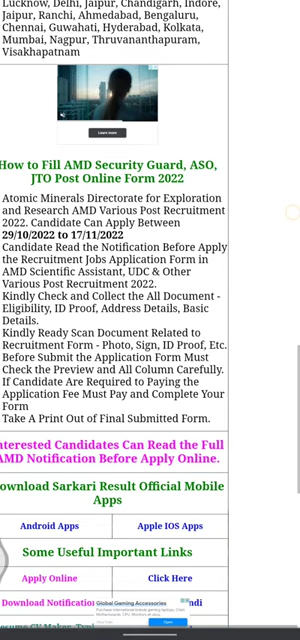 Lucknow, Delhi, Jaipur, Chandigarh, Indore,
Jaipur, Ranchi, Ahmedabad, Bengaluru,
Chennai, Guwahati, Hyderabad, Kolkata,
Mumbai, Nagpur, Thruvananthapuram,
Visakhapatnam
Learn more
How to Fill AMD Security Guard, ASO,
JTO Post Online Form 2022
Atomic Minerals Directorate for Exploration
and Research AMD Various Post Recruitment
2022. Candidate Can Apply Between
29/10/2022 to 17/11/2022
Candidate Read the Notification Before Apply
the Recruitment Jobs Application Form in
AMD Scientific Assistant, UDC & Other
Various Post Recruitment 2022.
Kindly Check and Collect the All Document -
Eligibility, ID Proof, Address Details, Basic
Details.
Kindly Ready Scan Document Related to
Recruitment Form - Photo, Sign, ID Proof, Etc.
Before Submit the Application Form Must
Check the Preview and All Column Carefully.
If Candidate Are Required to Paying the
Application Fee Must Pay and Complete Your
Form
Take A Print Out of Final Submitted Form.
nterested Candidates Can Read the Full
AMD Notification Before Apply Online.
ownload Sarkari Result Official Mobile
Apps
Android Apps
Apple IOS Apps
Some Useful Important Links
Apply Online
Click Here
Download Notification
ndi
Global Gaming Accessories
Open